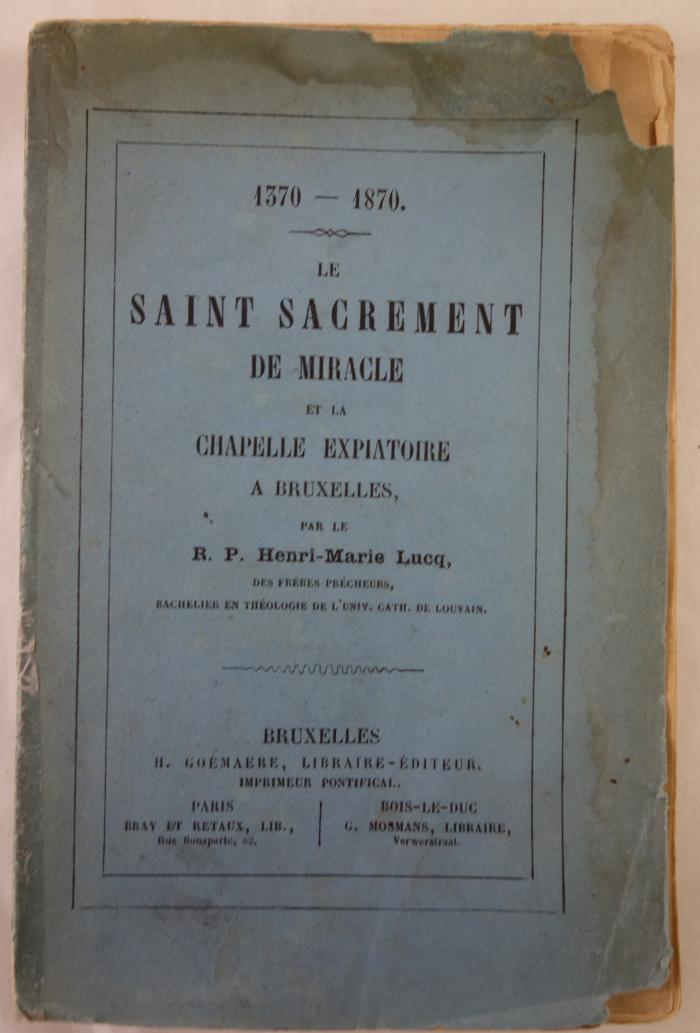 1370 — 1870.
LE
SAINT SACREMENT
DE MIRACLE
ET LA
CHAPELLE EXPIATOIRE
A BRUXELLES,
PAR LE
R. P. Henri-Marie Lucq,
DES FRÈRES PRÉCHEURS,
BACHELIER EN THÉOLOGIE DE L'UNIV. CATH. DE LOUVAIN.
BRUXELLES
H. GOEMAERE, LIBRAIRE-ÉDITEUR.
IMPRIMEUR PONTIFICAL.
PARIS
BRAY ET RETAUX, LIB.,
Rue Bonaparte, 62.
BOIS-LE-DUC
G. MOSMANS, LIBRAIRE,
Verwerstraat.